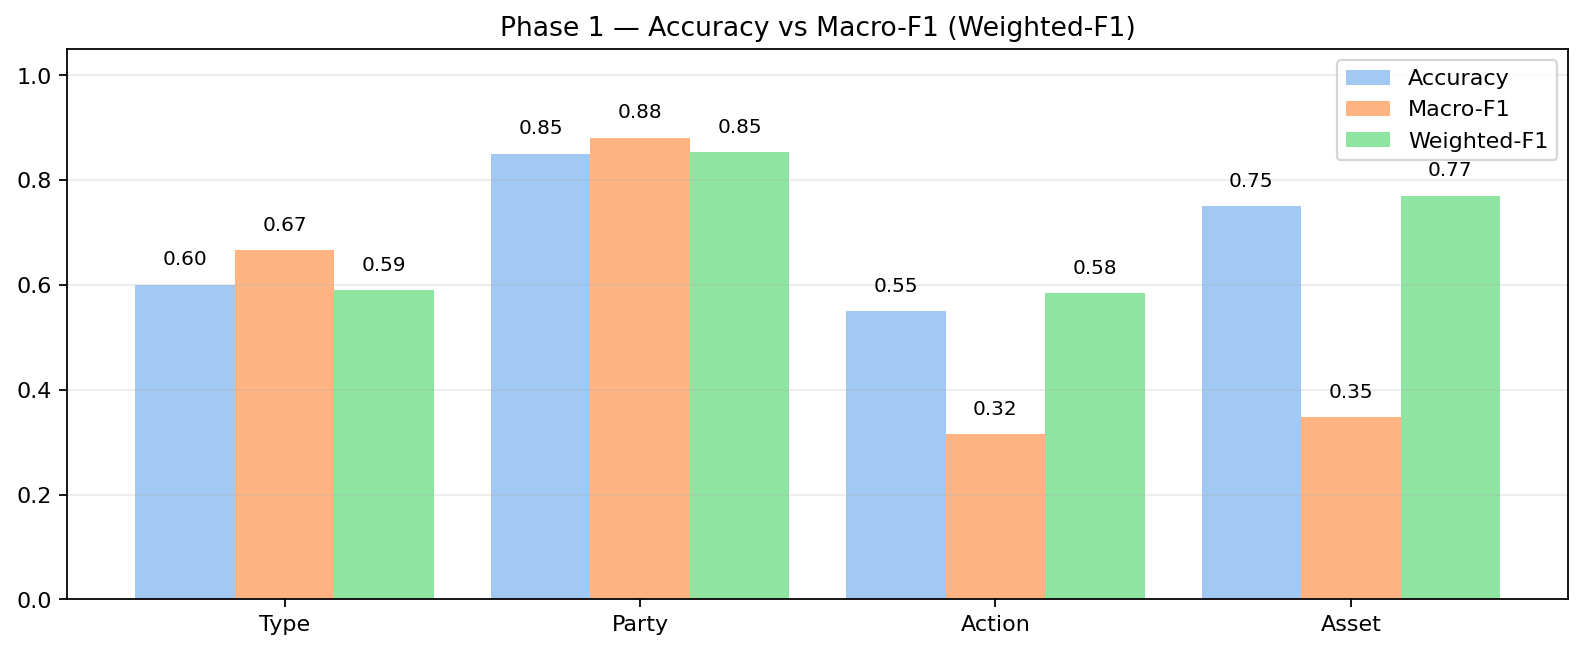 Phase 1 — Accuracy vs Macro-F1 (Weighted-F1)
1.0
0.8
0.6
0.4
0.2
0.0
Accuracy
Macro-F1
Weighted-F1
0.60
0.67
0.59
0.85
0.88
0.85
0.55
0.32
0.58
0.75
0.35
0.77
Type
Party
Action
Asset